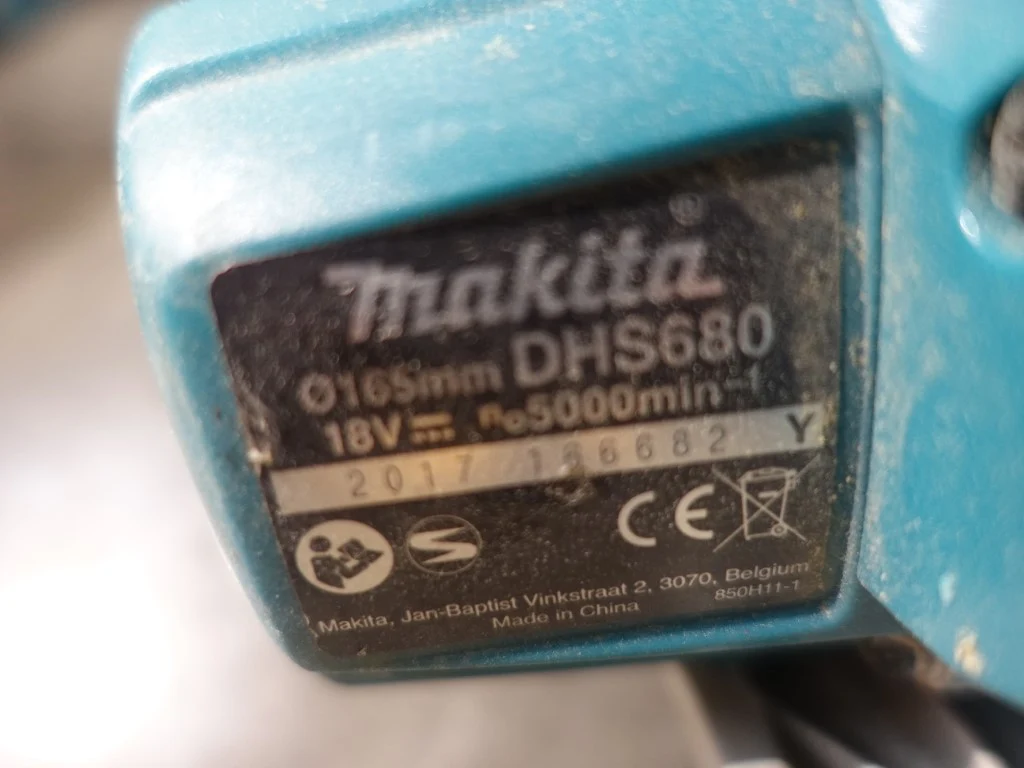 makita®
Ø165mm DHS680
18V n₀5000min⁻¹
2017 186682 Y
CE
Makita, Jan-Baptist Vinkstraat 2, 3070, Belgium
Made in China 850H11-1